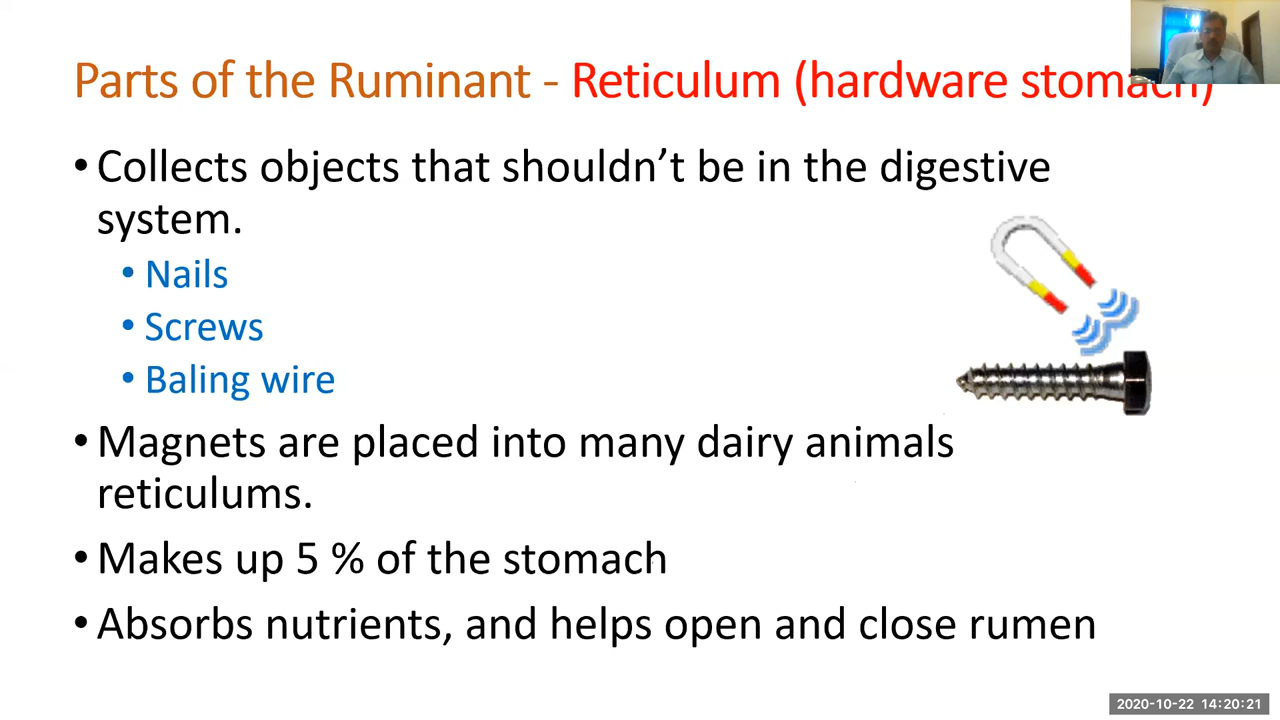 Parts of the Ruminant - Reticulum (hardware stomach)
• Collects objects that shouldn't be in the digestive
system.
• Nails
• Screws
• Baling wire
• Magnets are placed into many dairy animals
reticulums.
• Makes up 5 % of the stomach
• Absorbs nutrients, and helps open and close rumen
2020-10-22 14:20:21